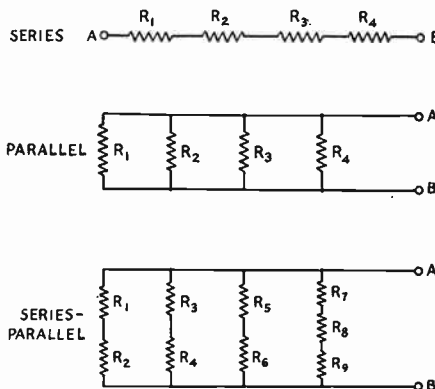 R1 R2 R3 R4
SERIES A B
A
PARALLEL R1 R2 R3 R4
B
A
R1 R3 R5 R7
SERIES- R8
PARALLEL
R2 R4 R6 R9
B